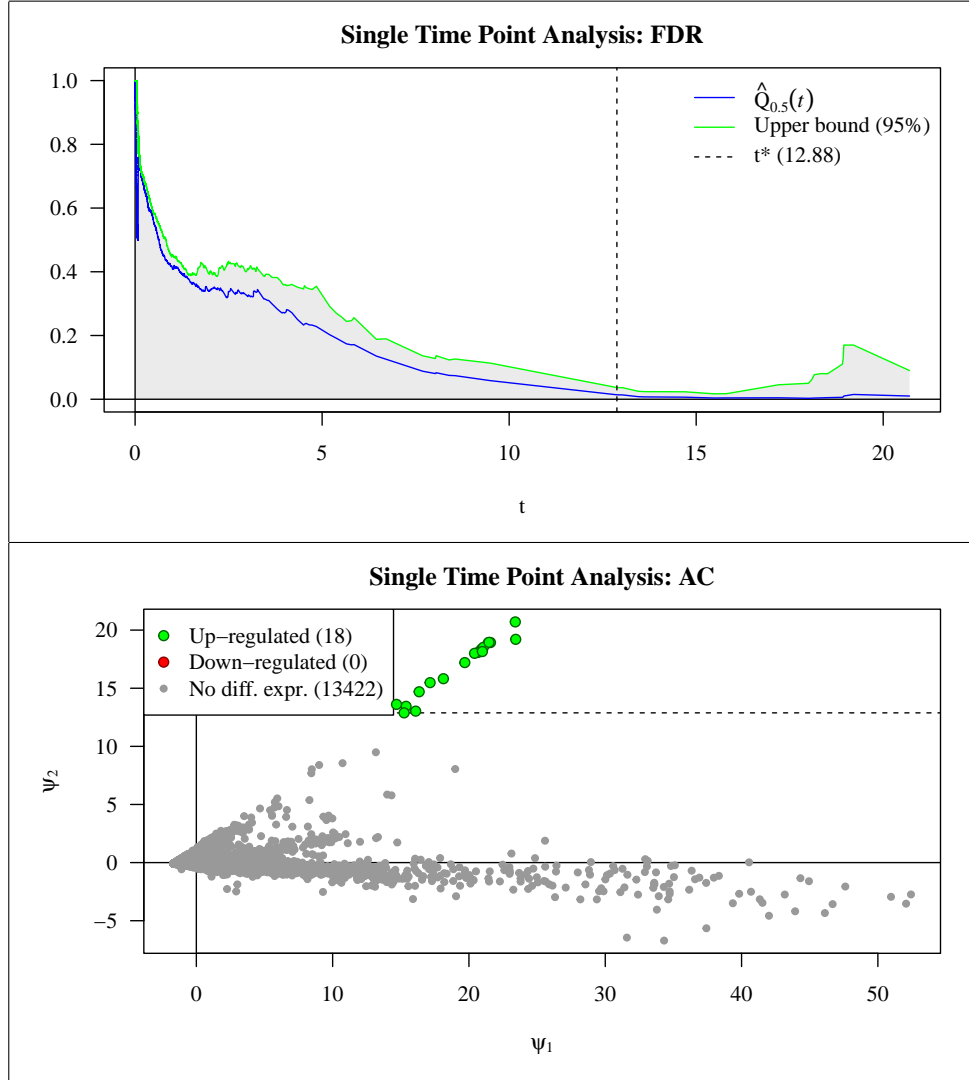 Single Time Point Analysis: FDR
1.0
0.8
0.6
0.4
0.2
0.0
Q̂0.5(t)
Upper bound (95%)
t* (12.88)
0 5 10 15 20
t
Single Time Point Analysis: AC
20
15
10
5
0
−5
ψ2
Up−regulated (18)
Down−regulated (0)
No diff. expr. (13422)
0 10 20 30 40 50
ψ1